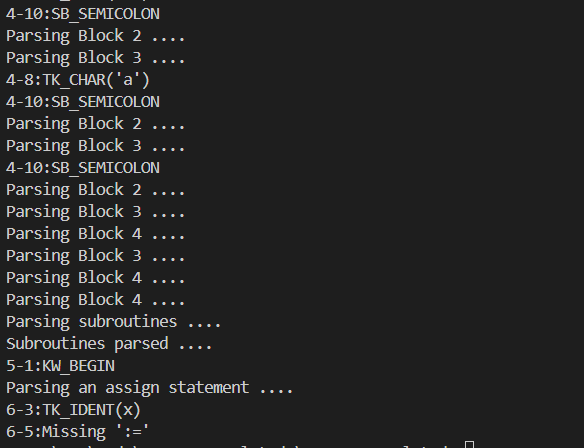 4-10:SB_SEMICOLON
Parsing Block 2 ....
Parsing Block 3 ....
4-8:TK_CHAR('a')
4-10:SB_SEMICOLON
Parsing Block 2 ....
Parsing Block 3 ....
4-10:SB_SEMICOLON
Parsing Block 2 ....
Parsing Block 3 ....
Parsing Block 4 ....
Parsing Block 3 ....
Parsing Block 4 ....
Parsing Block 4 ....
Parsing subroutines ....
Subroutines parsed ....
5-1:KW_BEGIN
Parsing an assign statement ....
6-3:TK_IDENT(x)
6-5:Missing ':='